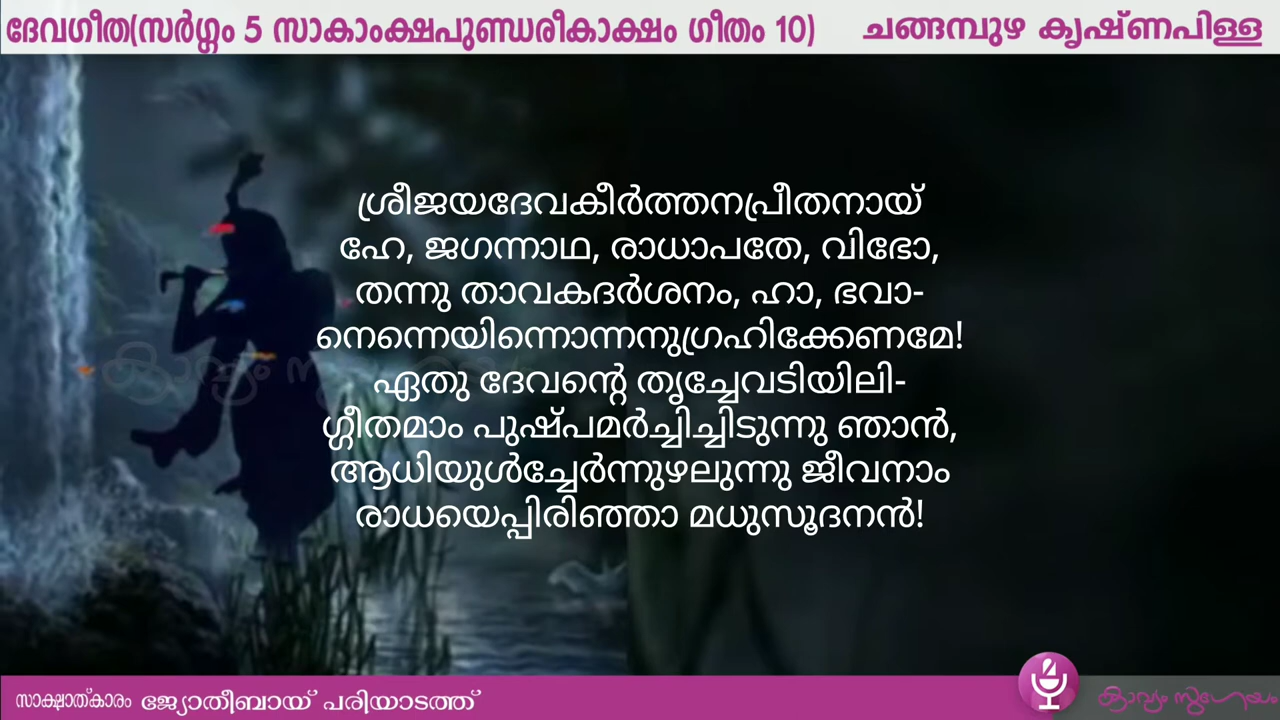 ദേവഗീത(സർഗ്ഗം 5 സാകാംക്ഷപുണ്ഡരീകാക്ഷം ഗീതം 10) ചങ്ങമ്പുഴ കൃഷ്ണപിള്ള
ശ്രീജയദേവകീർത്തനപ്രീതനായ്
ഹേ, ജഗന്നാഥ, രാധാപതേ, വിഭോ,
തന്നു താവകദർശനം, ഹാ, ഭവാ-
നെന്നെയിന്നൊന്നനുഗ്രഹിക്കേണമേ!
ഏതു ദേവന്റെ തൃച്ചേവടിയിലി-
ഗ്ഗീതമാം പുഷ്പമർച്ചിച്ചിടുന്നു ഞാൻ,
ആധിയുൾച്ചേർന്നുഴലുന്നു ജീവനാം
രാധയെപ്പിരിഞ്ഞാ മധുസൂദനൻ!
സാക്ഷാത്കാരം ജ്യോതീബായ് പരിയാടത്ത്
കാവ്യം സുഗേയം